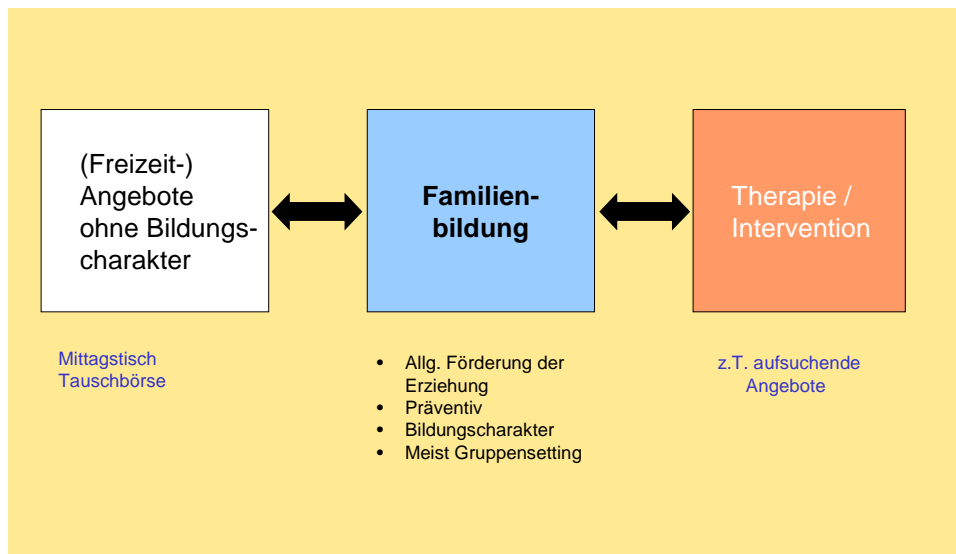 (Freizeit-)
Angebote
ohne Bildungs-
charakter
Familien-
bildung
Therapie /
Intervention
Mittagstisch
Tauschbörse
• Allg. Förderung der
Erziehung
• Präventiv
• Bildungscharakter
• Meist Gruppensetting
z.T. aufsuchende
Angebote